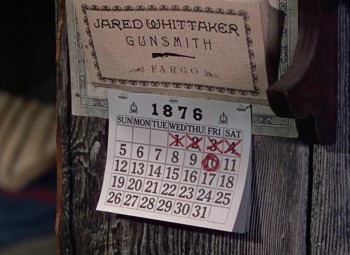 JARED WHITTAKER
GUNSMITH
FARGO
1876
SUN MON TUE WED THU FRI SAT
1 2 3 4
5 6 7 8 9 10 11
12 13 14 15 16 17 18
19 20 21 22 23 24 25
26 27 28 29 30 31